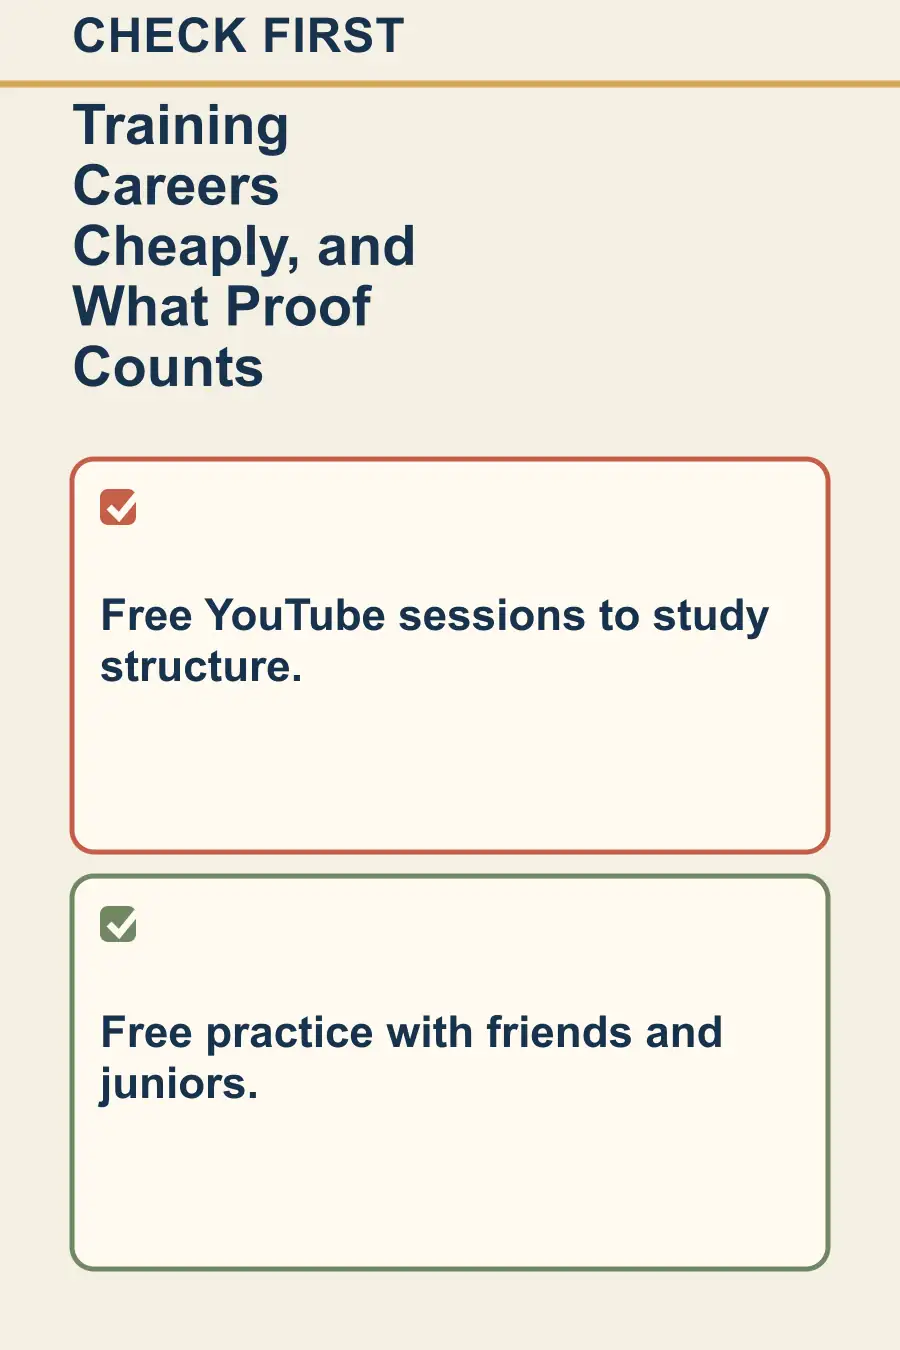 CHECK FIRST
Training
Careers
Cheaply, and
What Proof
Counts
Free YouTube sessions to study
structure.
Free practice with friends and
juniors.